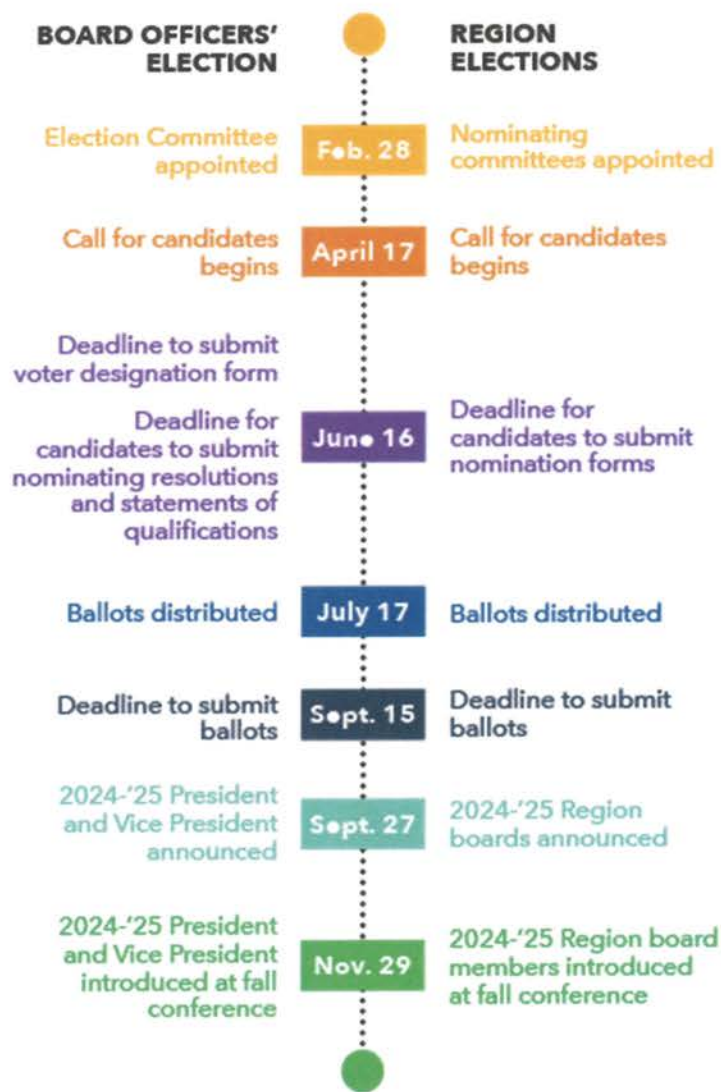 BOARD OFFICERS'
ELECTION
REGION
ELECTIONS
Election Committee
appointed
Feb. 28
Nominating
committees appointed
Call for candidates
begins
April 17
Call for candidates
begins
Deadline to submit
voter designation form
Deadline for
candidates to submit
nominating resolutions
and statements of
qualifications
June 16
Deadline for
candidates to submit
nomination forms
Ballots distributed
July 17
Ballots distributed
Deadline to submit
ballots
Sept. 15
Deadline to submit
ballots
2024-'25 President
and Vice President
announced
Sept. 27
2024-'25 Region
boards announced
2024-'25 President
and Vice President
introduced at fall
conference
Nov. 29
2024-'25 Region board
members introduced
at fall conference